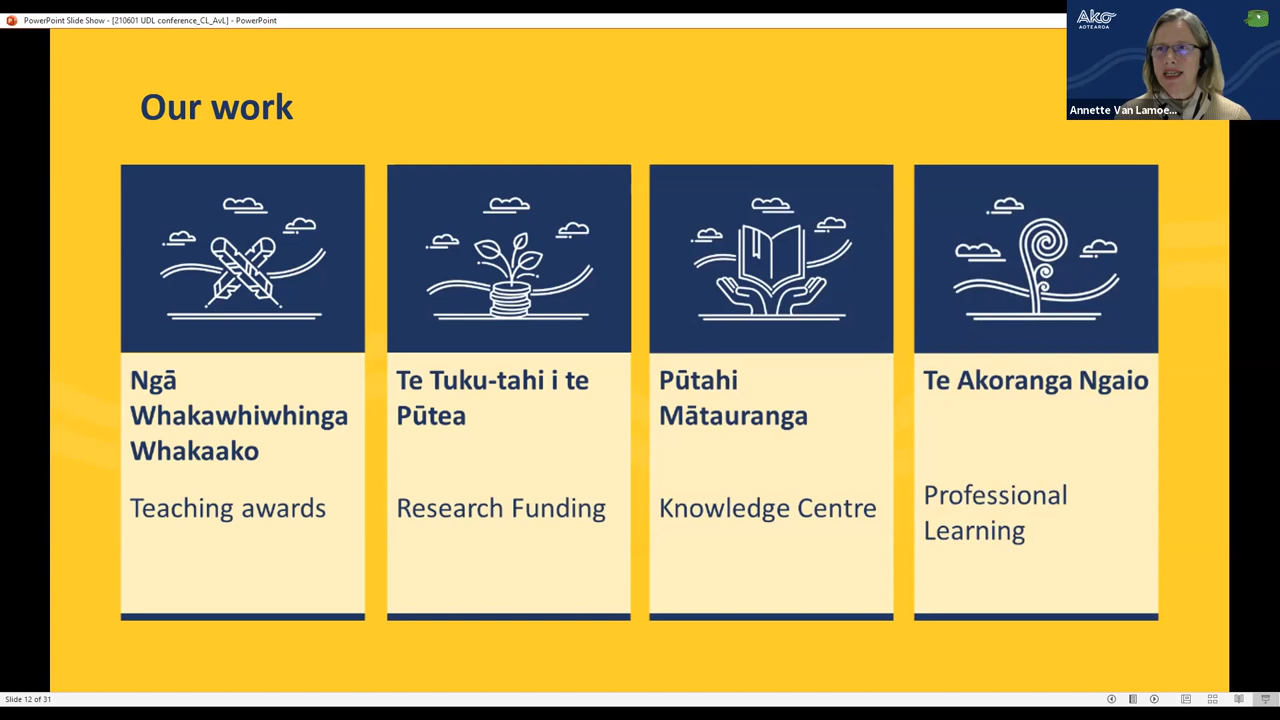 PowerPoint Slide Show - [210601 UDL conference_CL_AvL] - PowerPoint
Ako
AOTEAROA
Annette Van Lamoe...
Our work
Ngā
Whakawhiwhinga
Whakaako
Teaching awards
Te Tuku-tahi i te
Pūtea
Research Funding
Pūtahi
Mātauranga
Knowledge Centre
Te Akoranga Ngaio
Professional
Learning
Slide 12 of 31